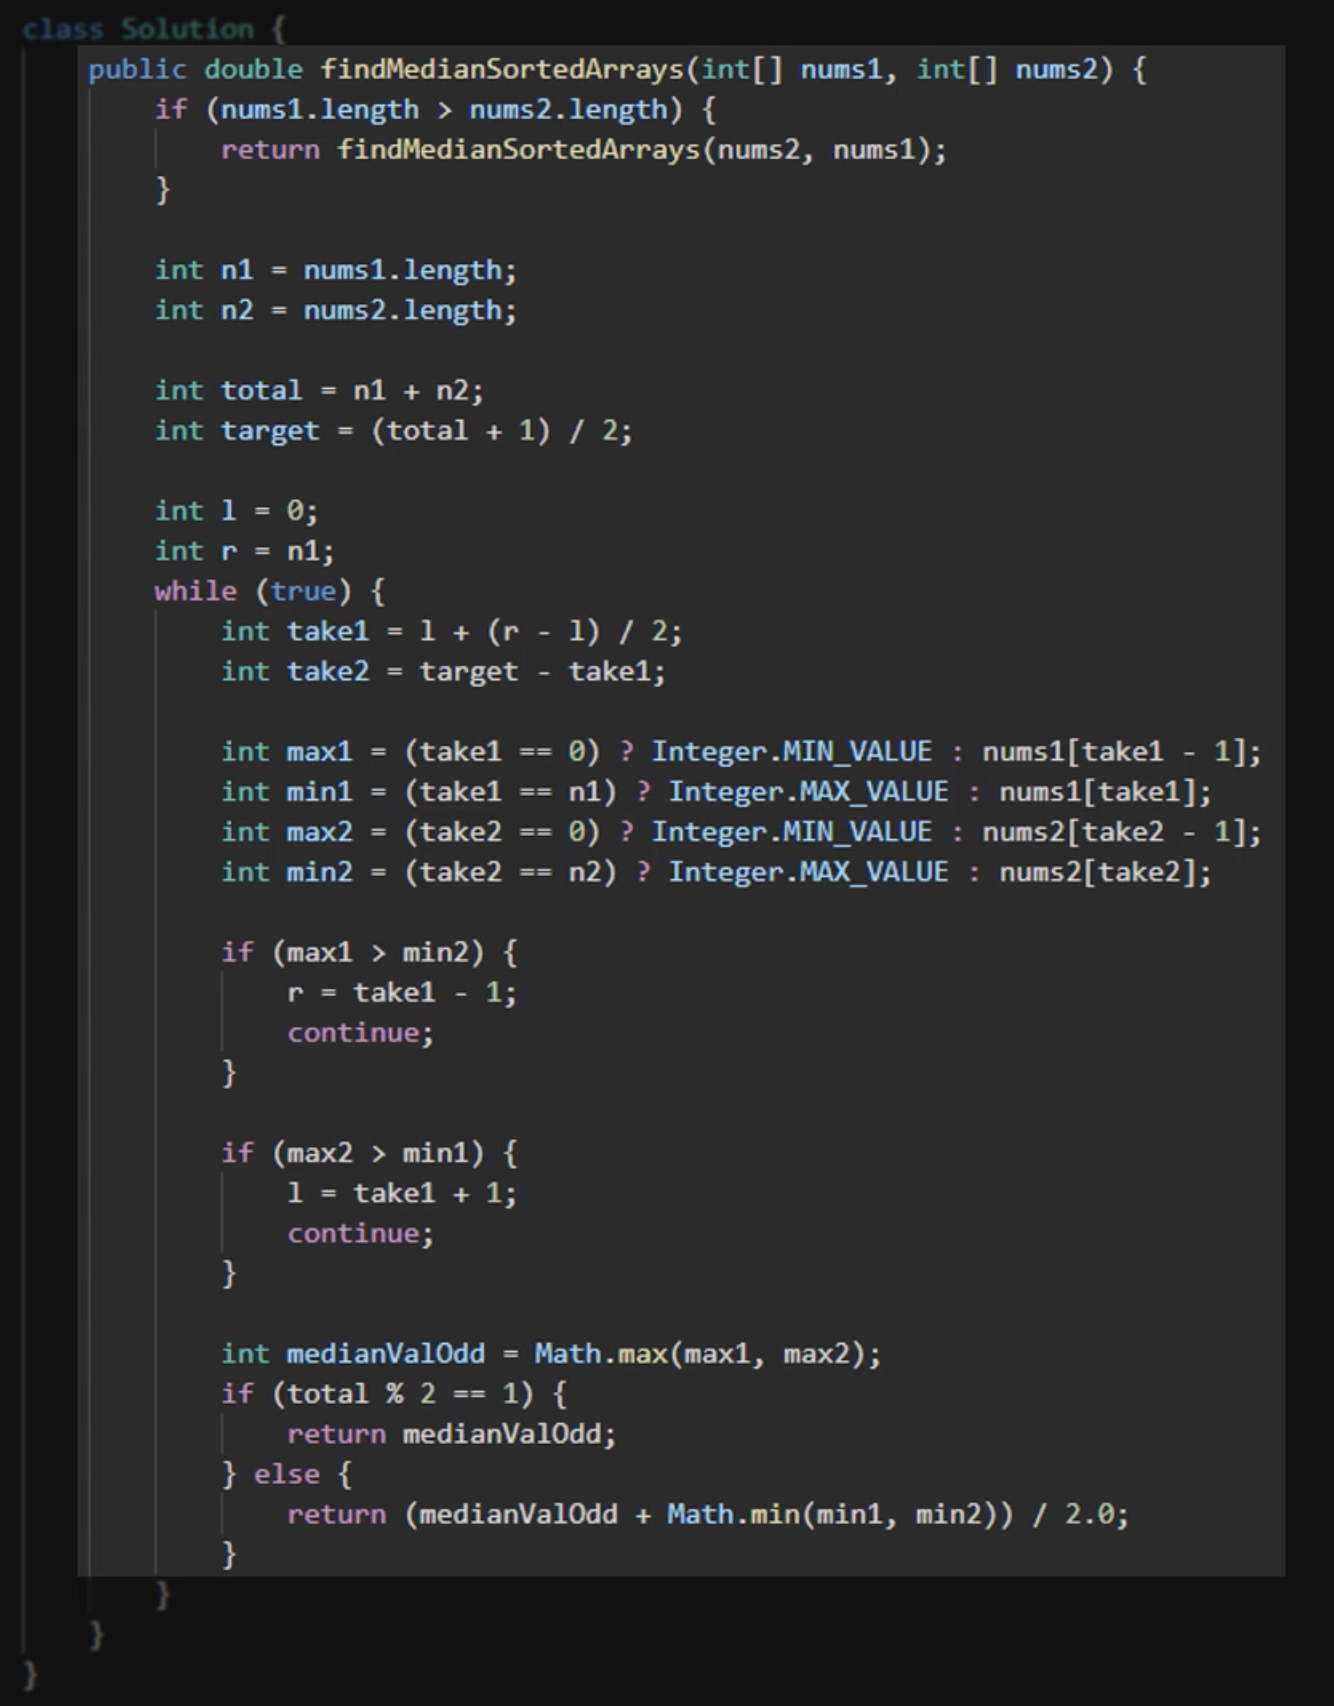 class Solution {
public double findMedianSortedArrays(int[] nums1, int[] nums2) {
if (nums1.length > nums2.length) {
return findMedianSortedArrays(nums2, nums1);
}
int n1 = nums1.length;
int n2 = nums2.length;
int total = n1 + n2;
int target = (total + 1) / 2;
int l = 0;
int r = n1;
while (true) {
int take1 = l + (r - l) / 2;
int take2 = target - take1;
int max1 = (take1 == 0) ? Integer.MIN_VALUE : nums1[take1 - 1];
int min1 = (take1 == n1) ? Integer.MAX_VALUE : nums1[take1];
int max2 = (take2 == 0) ? Integer.MIN_VALUE : nums2[take2 - 1];
int min2 = (take2 == n2) ? Integer.MAX_VALUE : nums2[take2];
if (max1 > min2) {
r = take1 - 1;
continue;
}
if (max2 > min1) {
l = take1 + 1;
continue;
}
int medianValOdd = Math.max(max1, max2);
if (total % 2 == 1) {
return medianValOdd;
} else {
return (medianValOdd + Math.min(min1, min2)) / 2.0;
}
}
}
}